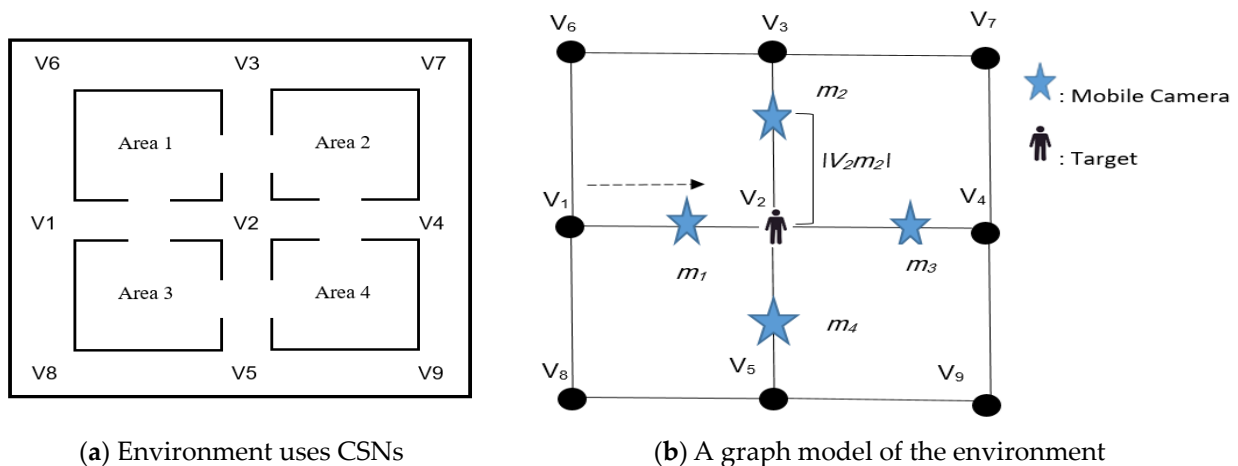 V6 V3 V7
Area 1 Area 2
V1 V2 V4
Area 3 Area 4
V8 V5 V9
(a) Environment uses CSNs
V6 V3 V7
m2
: Mobile Camera
|V2m2|
: Target
V1 V2 V4
m1 m3
m4
V8 V5 V9
(b) A graph model of the environment